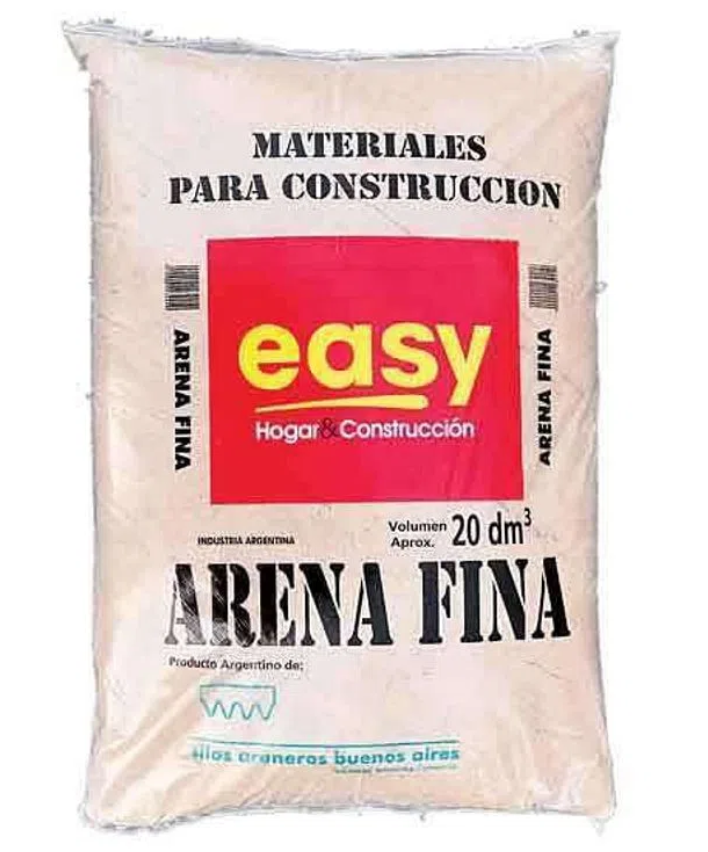 MATERIALES
PARA CONSTRUCCION
ARENA FINA
ARENA FINA
easy
Hogar&Construcción
INDUSTRIA ARGENTINA
Volumen
Aprox. 20 dm³
ARENA FINA
Producto Argentino de:
silos areneros buenos aires